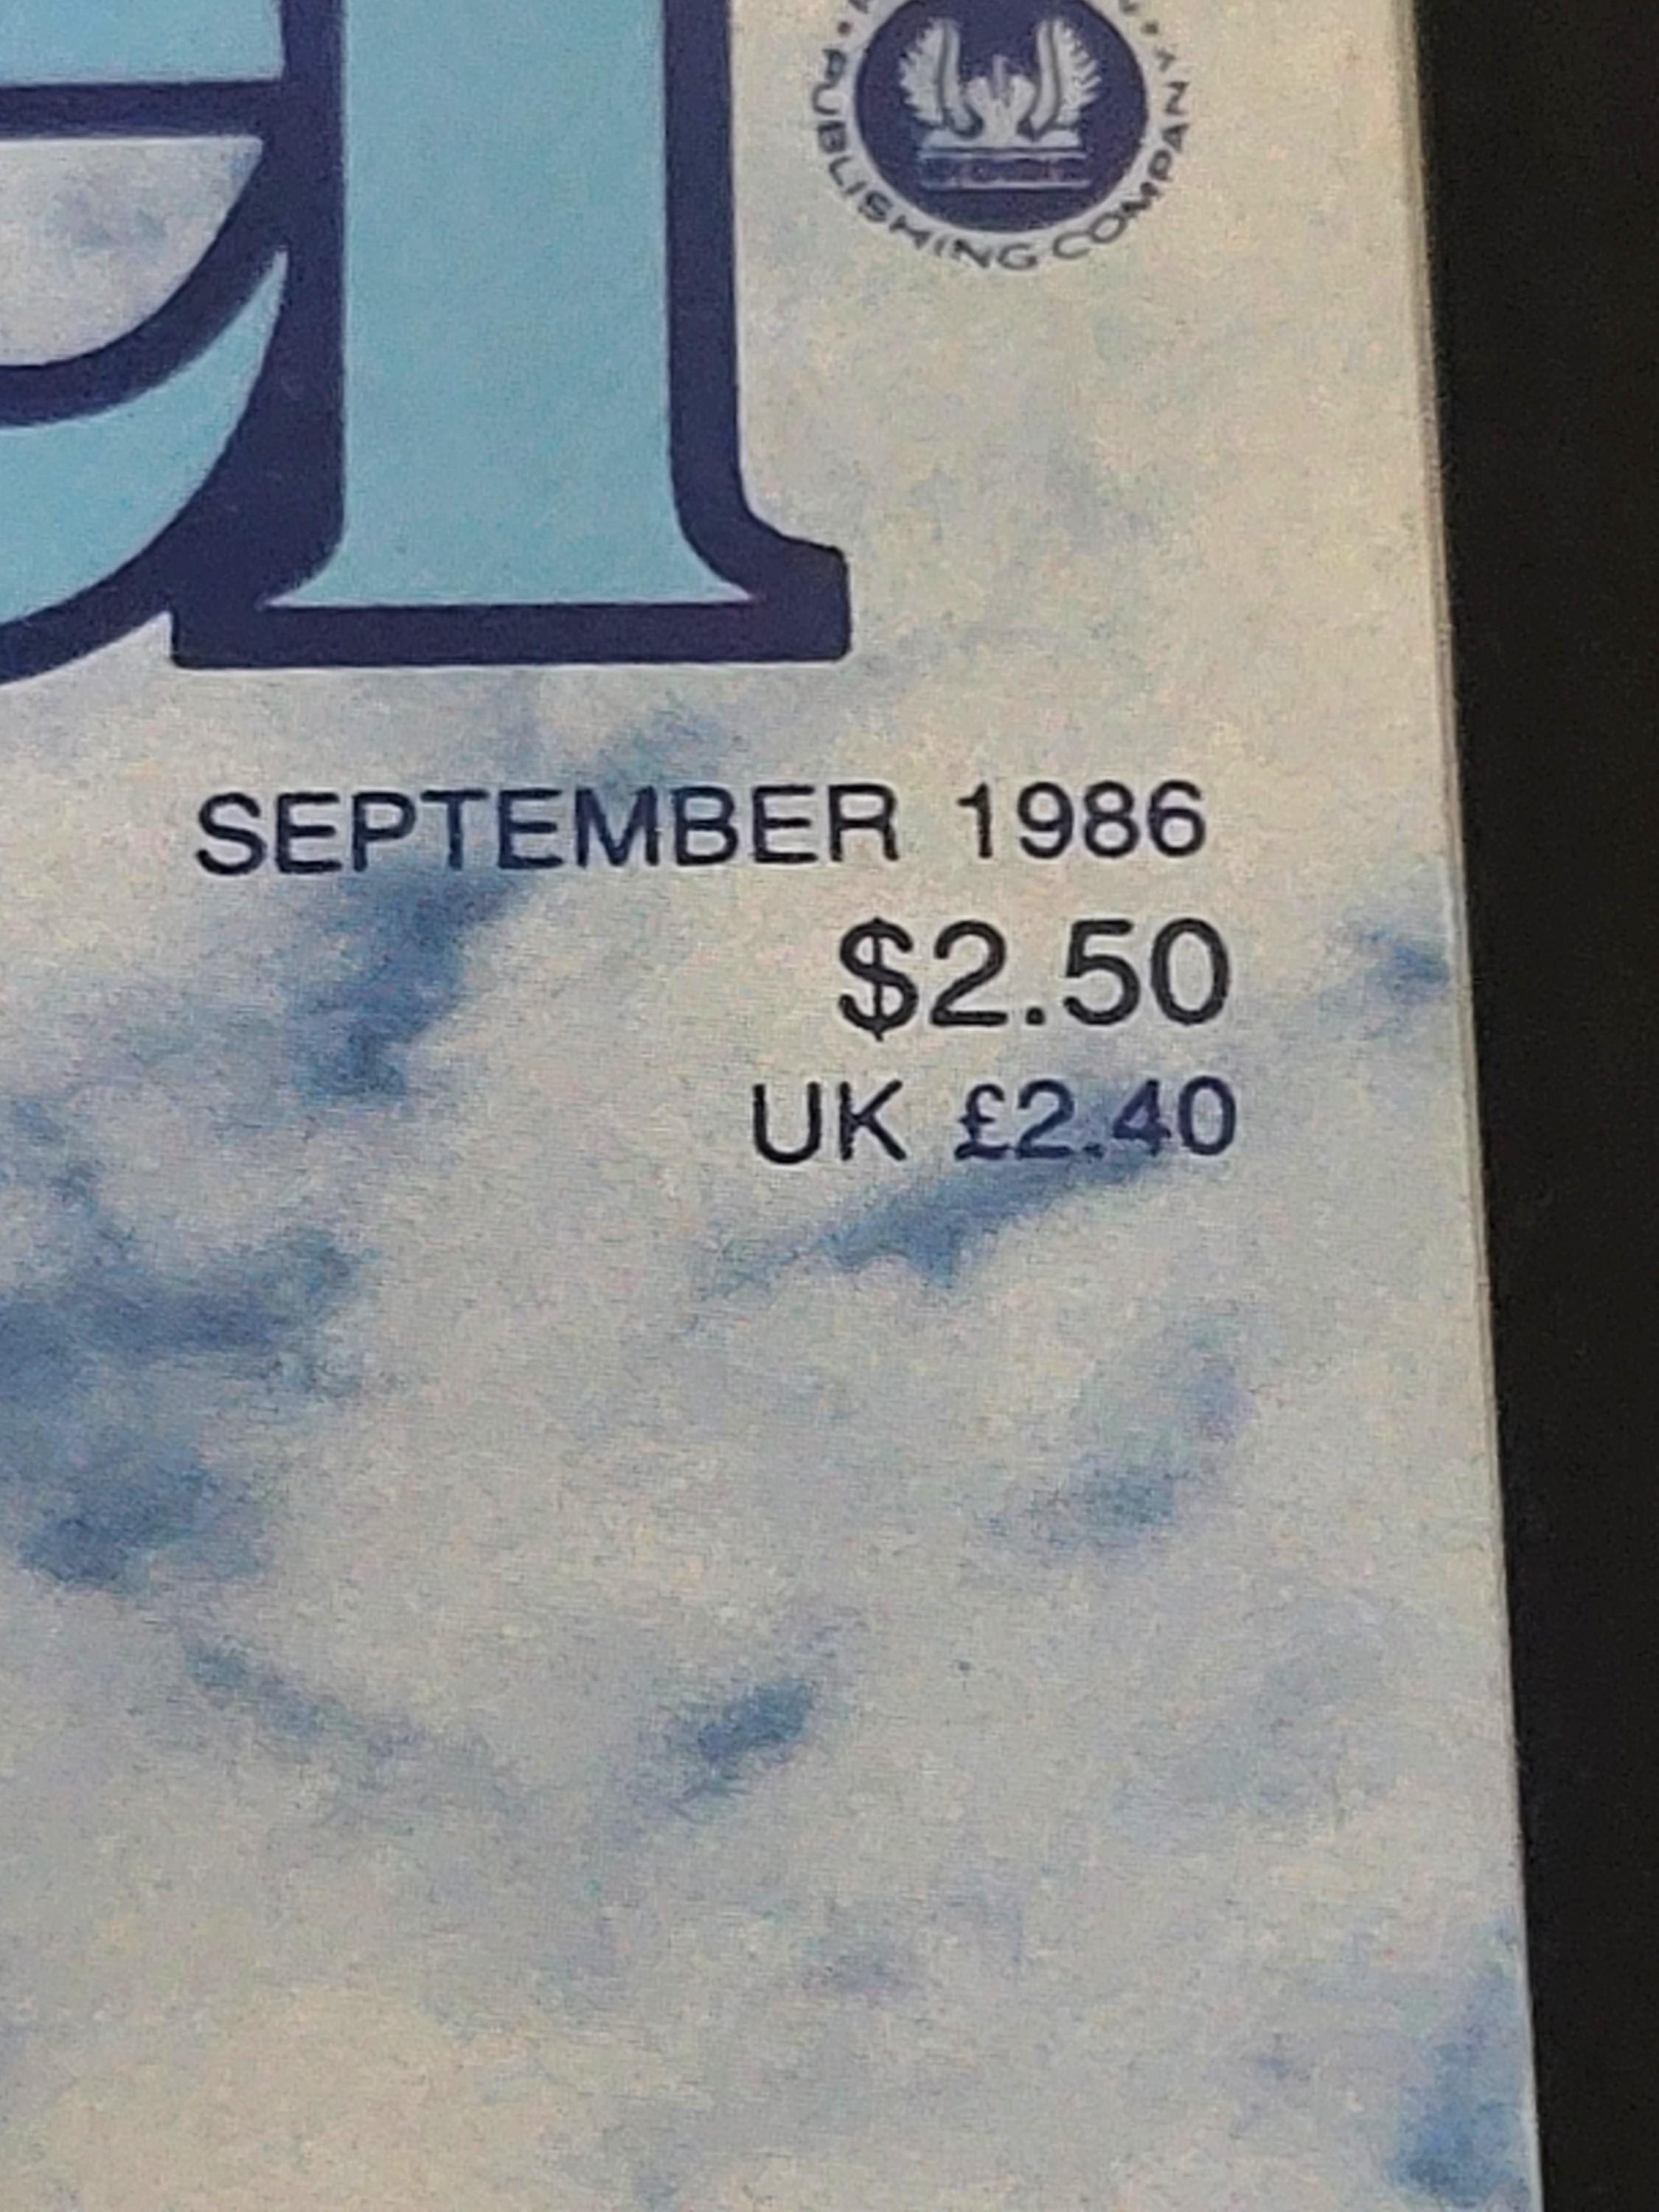 PUBLISHING COMPANY
SEPTEMBER 1986
$2.50
UK £2.40